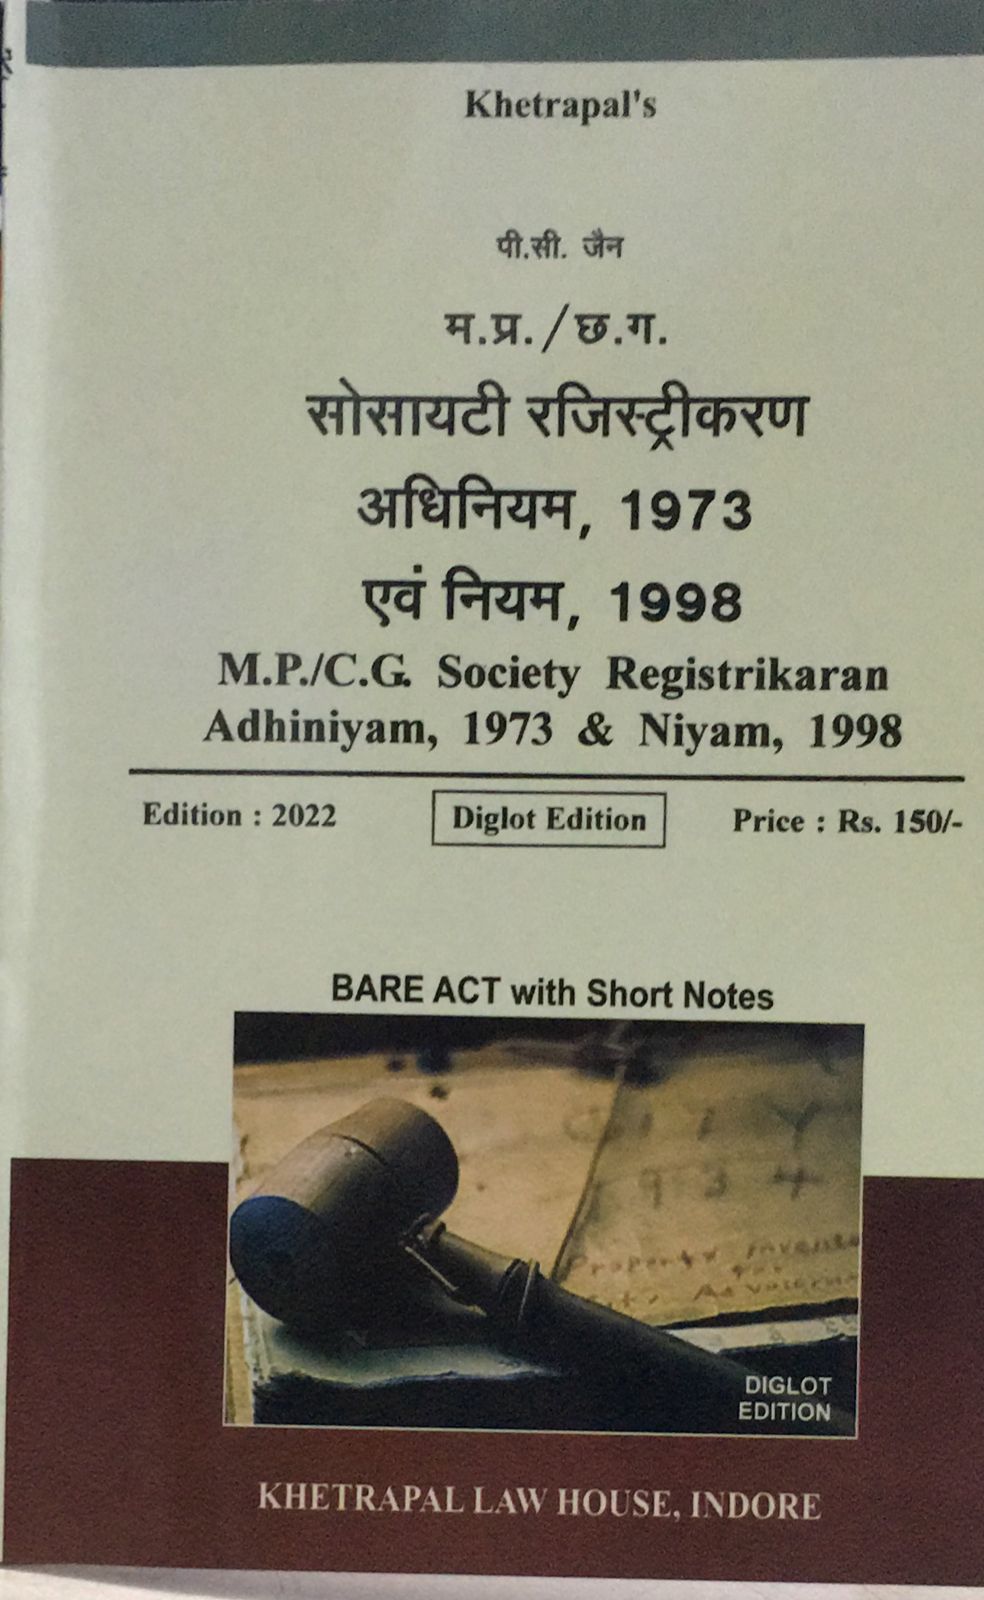 Khetrapal's
पी.सी. जैन
म.प्र./छ.ग.
सोसायटी रजिस्ट्रीकरण
अधिनियम, 1973
एवं नियम, 1998
M.P./C.G. Society Registrikaran
Adhiniyam, 1973 & Niyam, 1998
Edition : 2022
Diglot Edition
Price : Rs. 150/-
BARE ACT with Short Notes
Property
DIGLOT
EDITION
KHETRAPAL LAW HOUSE, INDORE